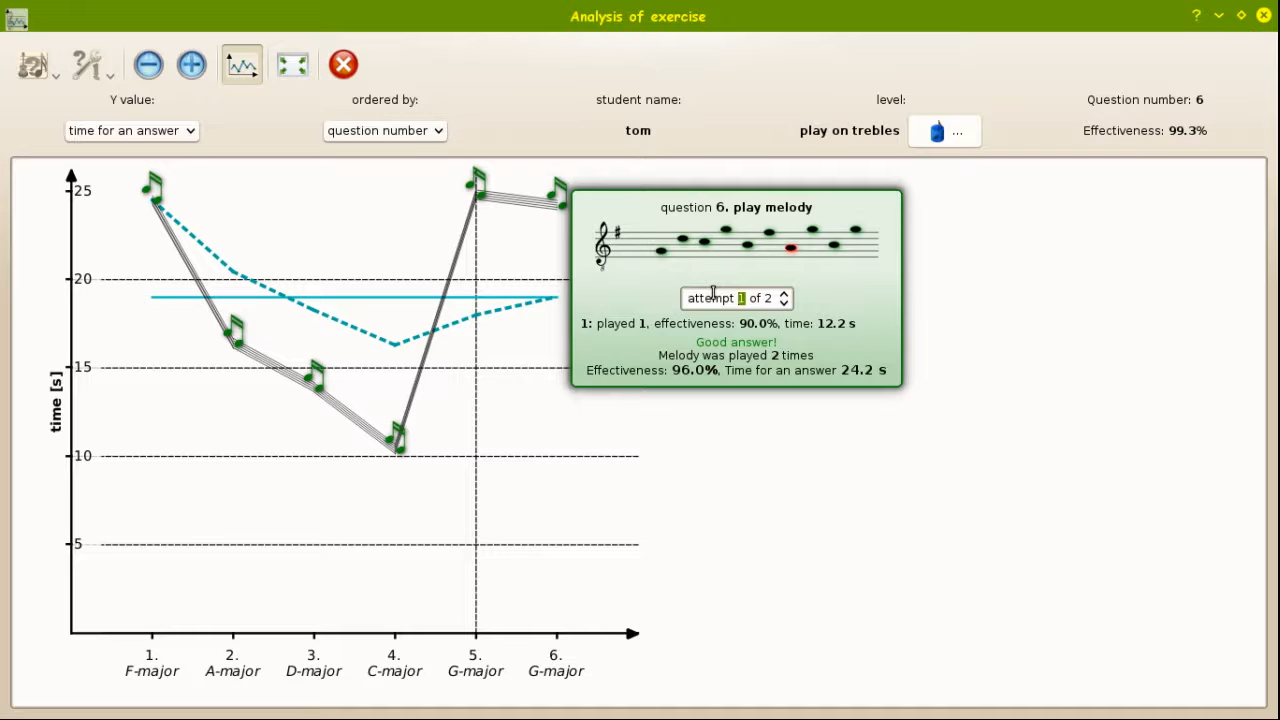 Analysis of exercise
Y value:
ordered by:
student name:
level:
Question number: 6
time for an answer
question number
tom
play on trebles
...
Effectiveness: 99.3%
question 6. play melody
attempt 1 of 2
1: played 1, effectiveness: 90.0%, time: 12.2 s
Good answer!
Melody was played 2 times
Effectiveness: 96.0%, Time for an answer 24.2 s
time [s]
25
20
15
10
5
1. 2. 3. 4. 5. 6.
F-major A-major D-major C-major G-major G-major